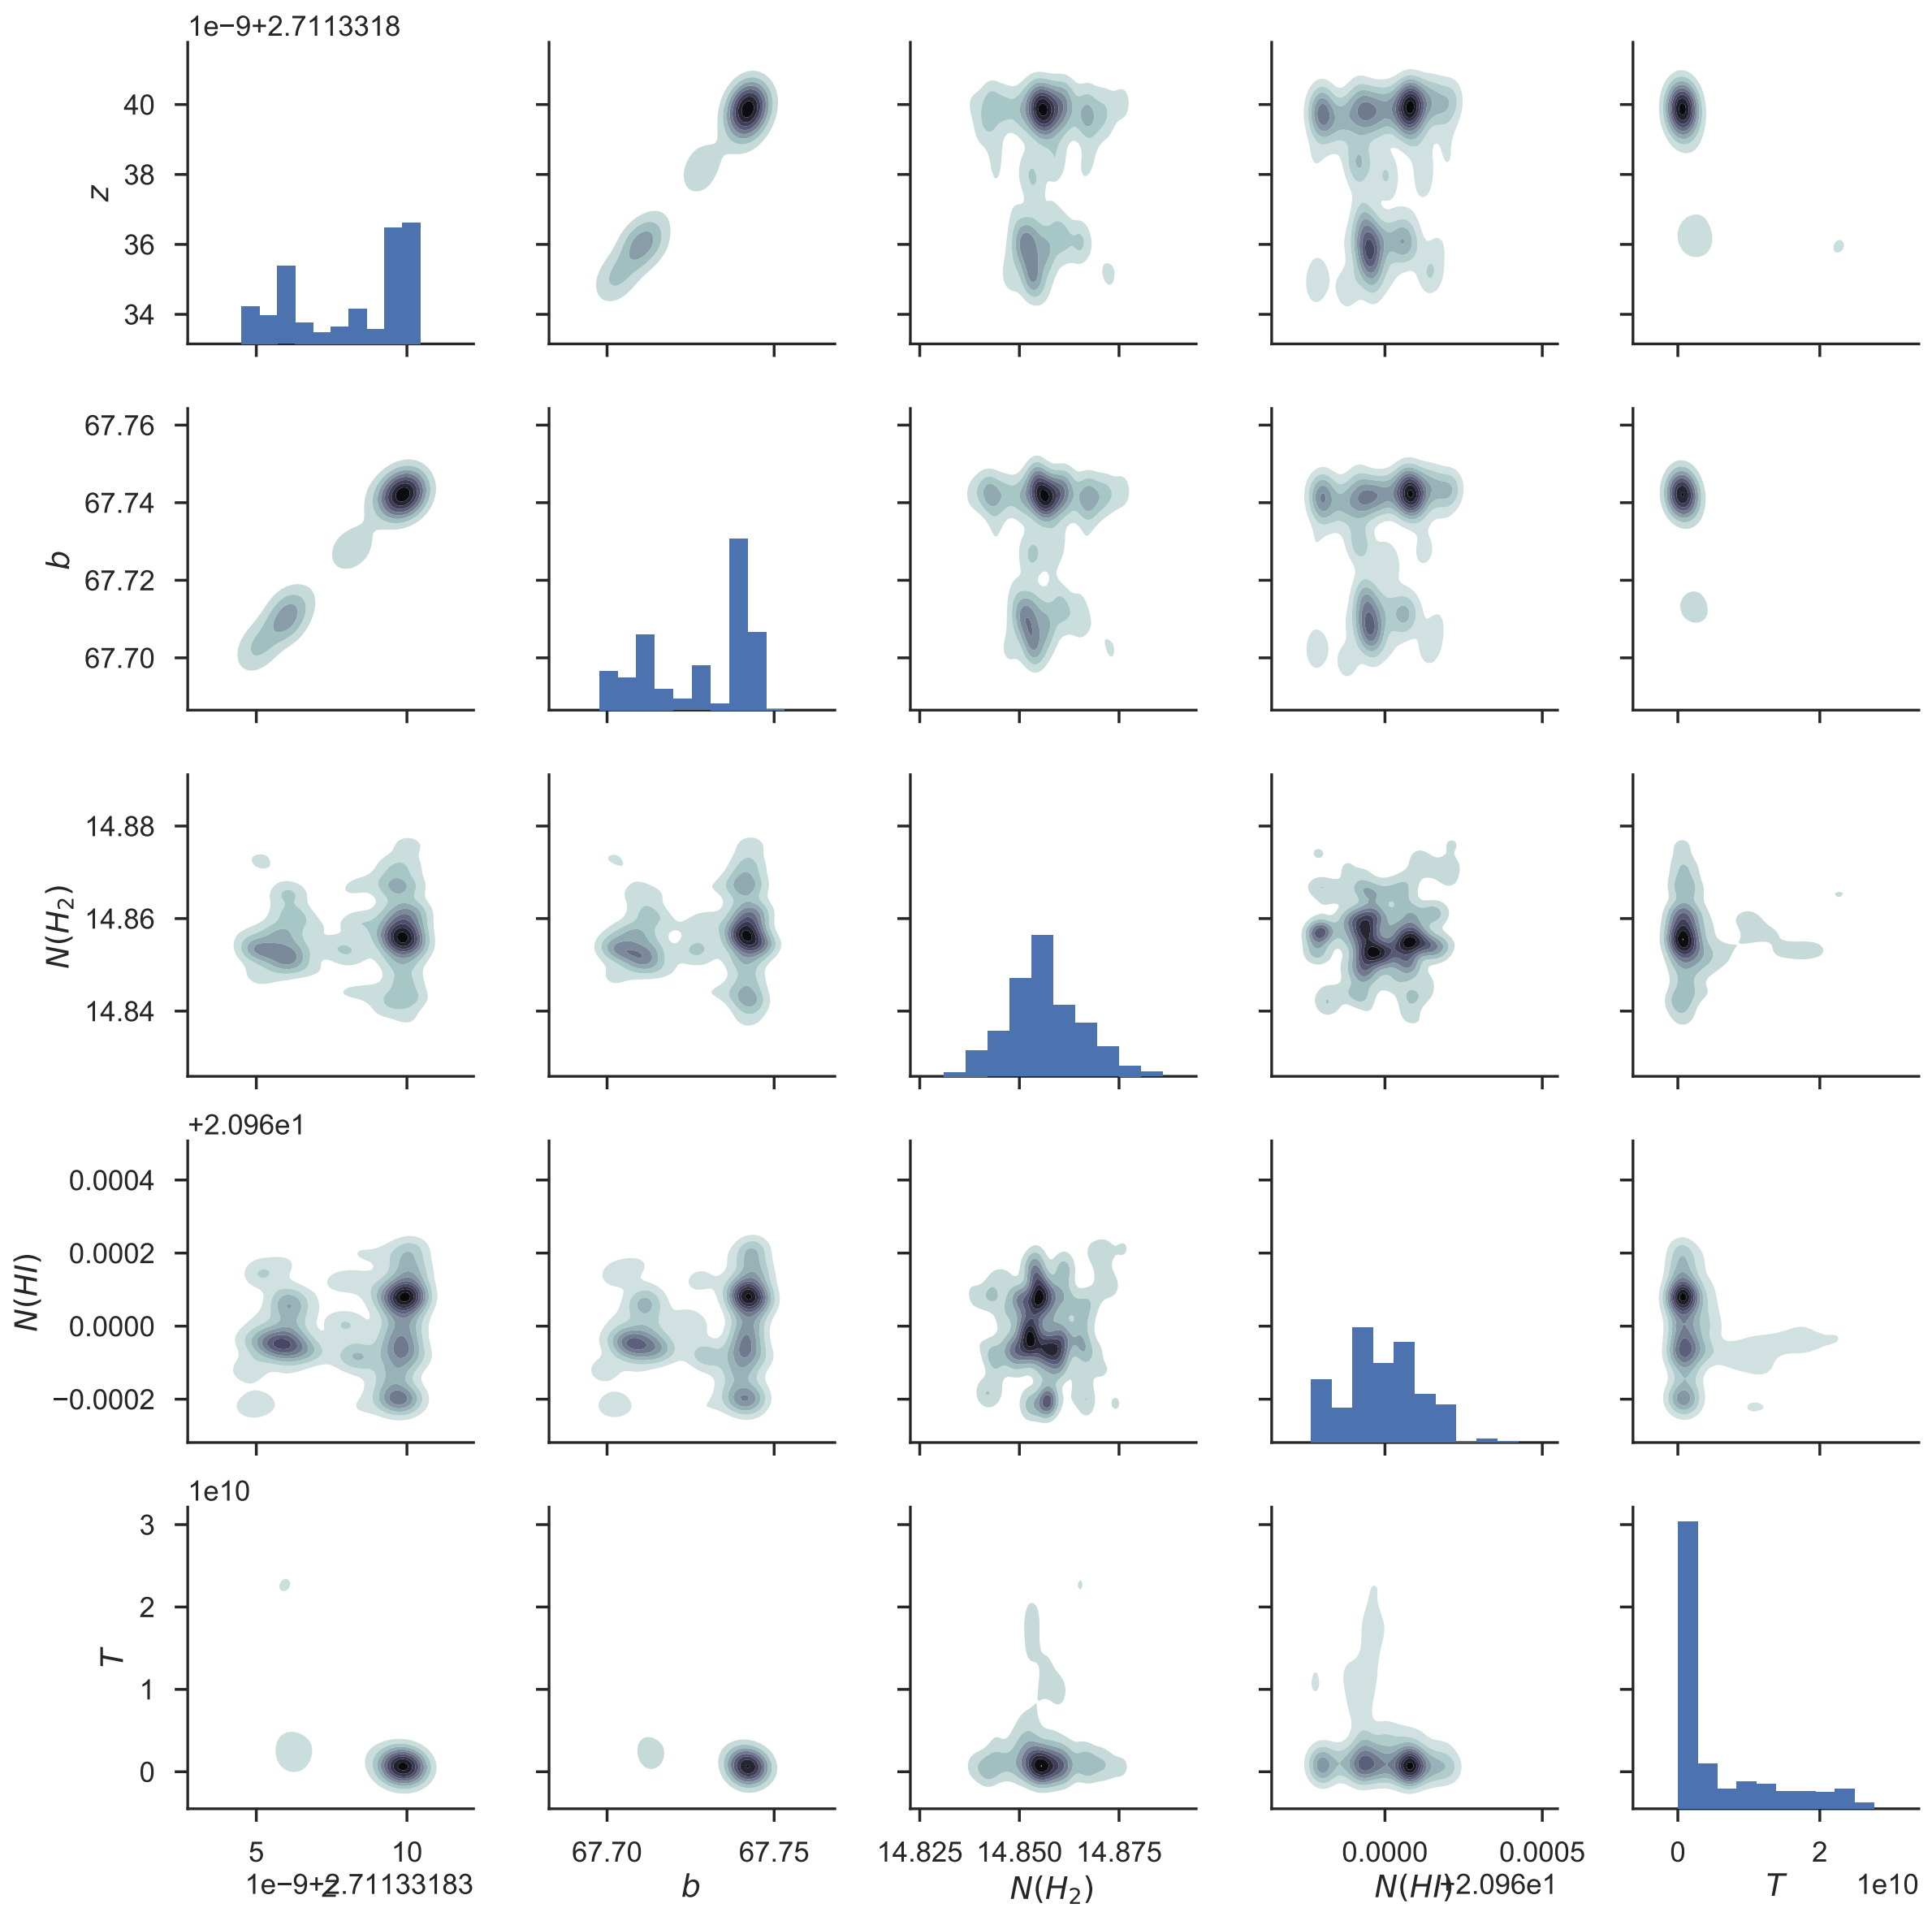 1e−9+2.7113318
40
38
z
36
34
67.76
67.74
b
67.72
67.70
14.88
N(H2)
14.86
14.84
+2.096e1
0.0004
N(HI)
0.0002
0.0000
−0.0002
1e10
3
2
T
1
0
5 10 67.70 67.75 14.825 14.850 14.875 0.0000 0.0005 0 2
1e−9+2.71133183 z b N(H2) N(HI) +2.096e1 T 1e10